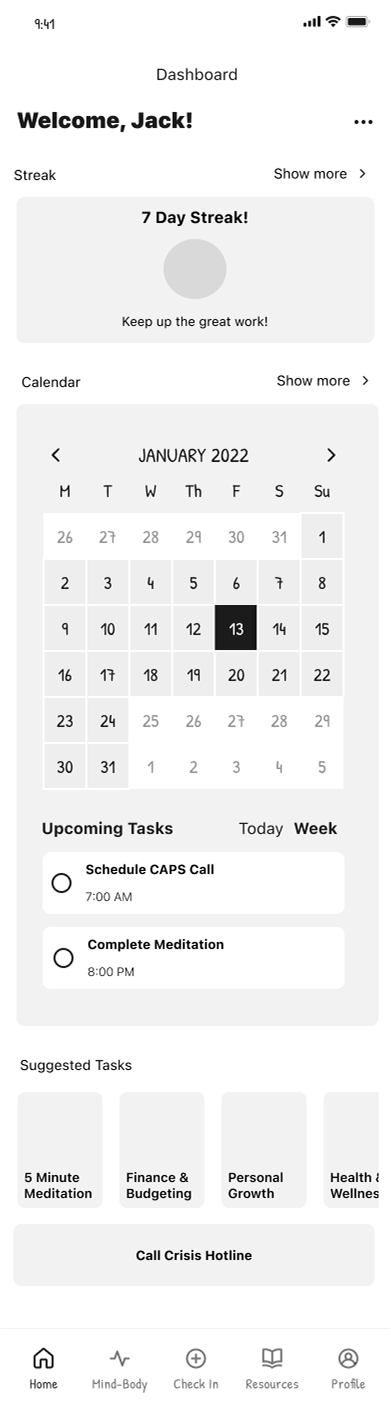 9:41
Dashboard
Welcome, Jack!
Streak Show more
7 Day Streak!
Keep up the great work!
Calendar Show more
JANUARY 2022
M T W Th F S Su
26 27 28 29 30 31 1
2 3 4 5 6 7 8
9 10 11 12 13 14 15
16 17 18 19 20 21 22
23 24 25 26 27 28 29
30 31 1 2 3 4 5
Upcoming Tasks Today Week
Schedule CAPS Call
7:00 AM
Complete Meditation
8:00 PM
Suggested Tasks
5 Minute
Meditation
Finance &
Budgeting
Personal
Growth
Health &
Wellnes
Call Crisis Hotline
Home Mind-Body Check In Resources Profile